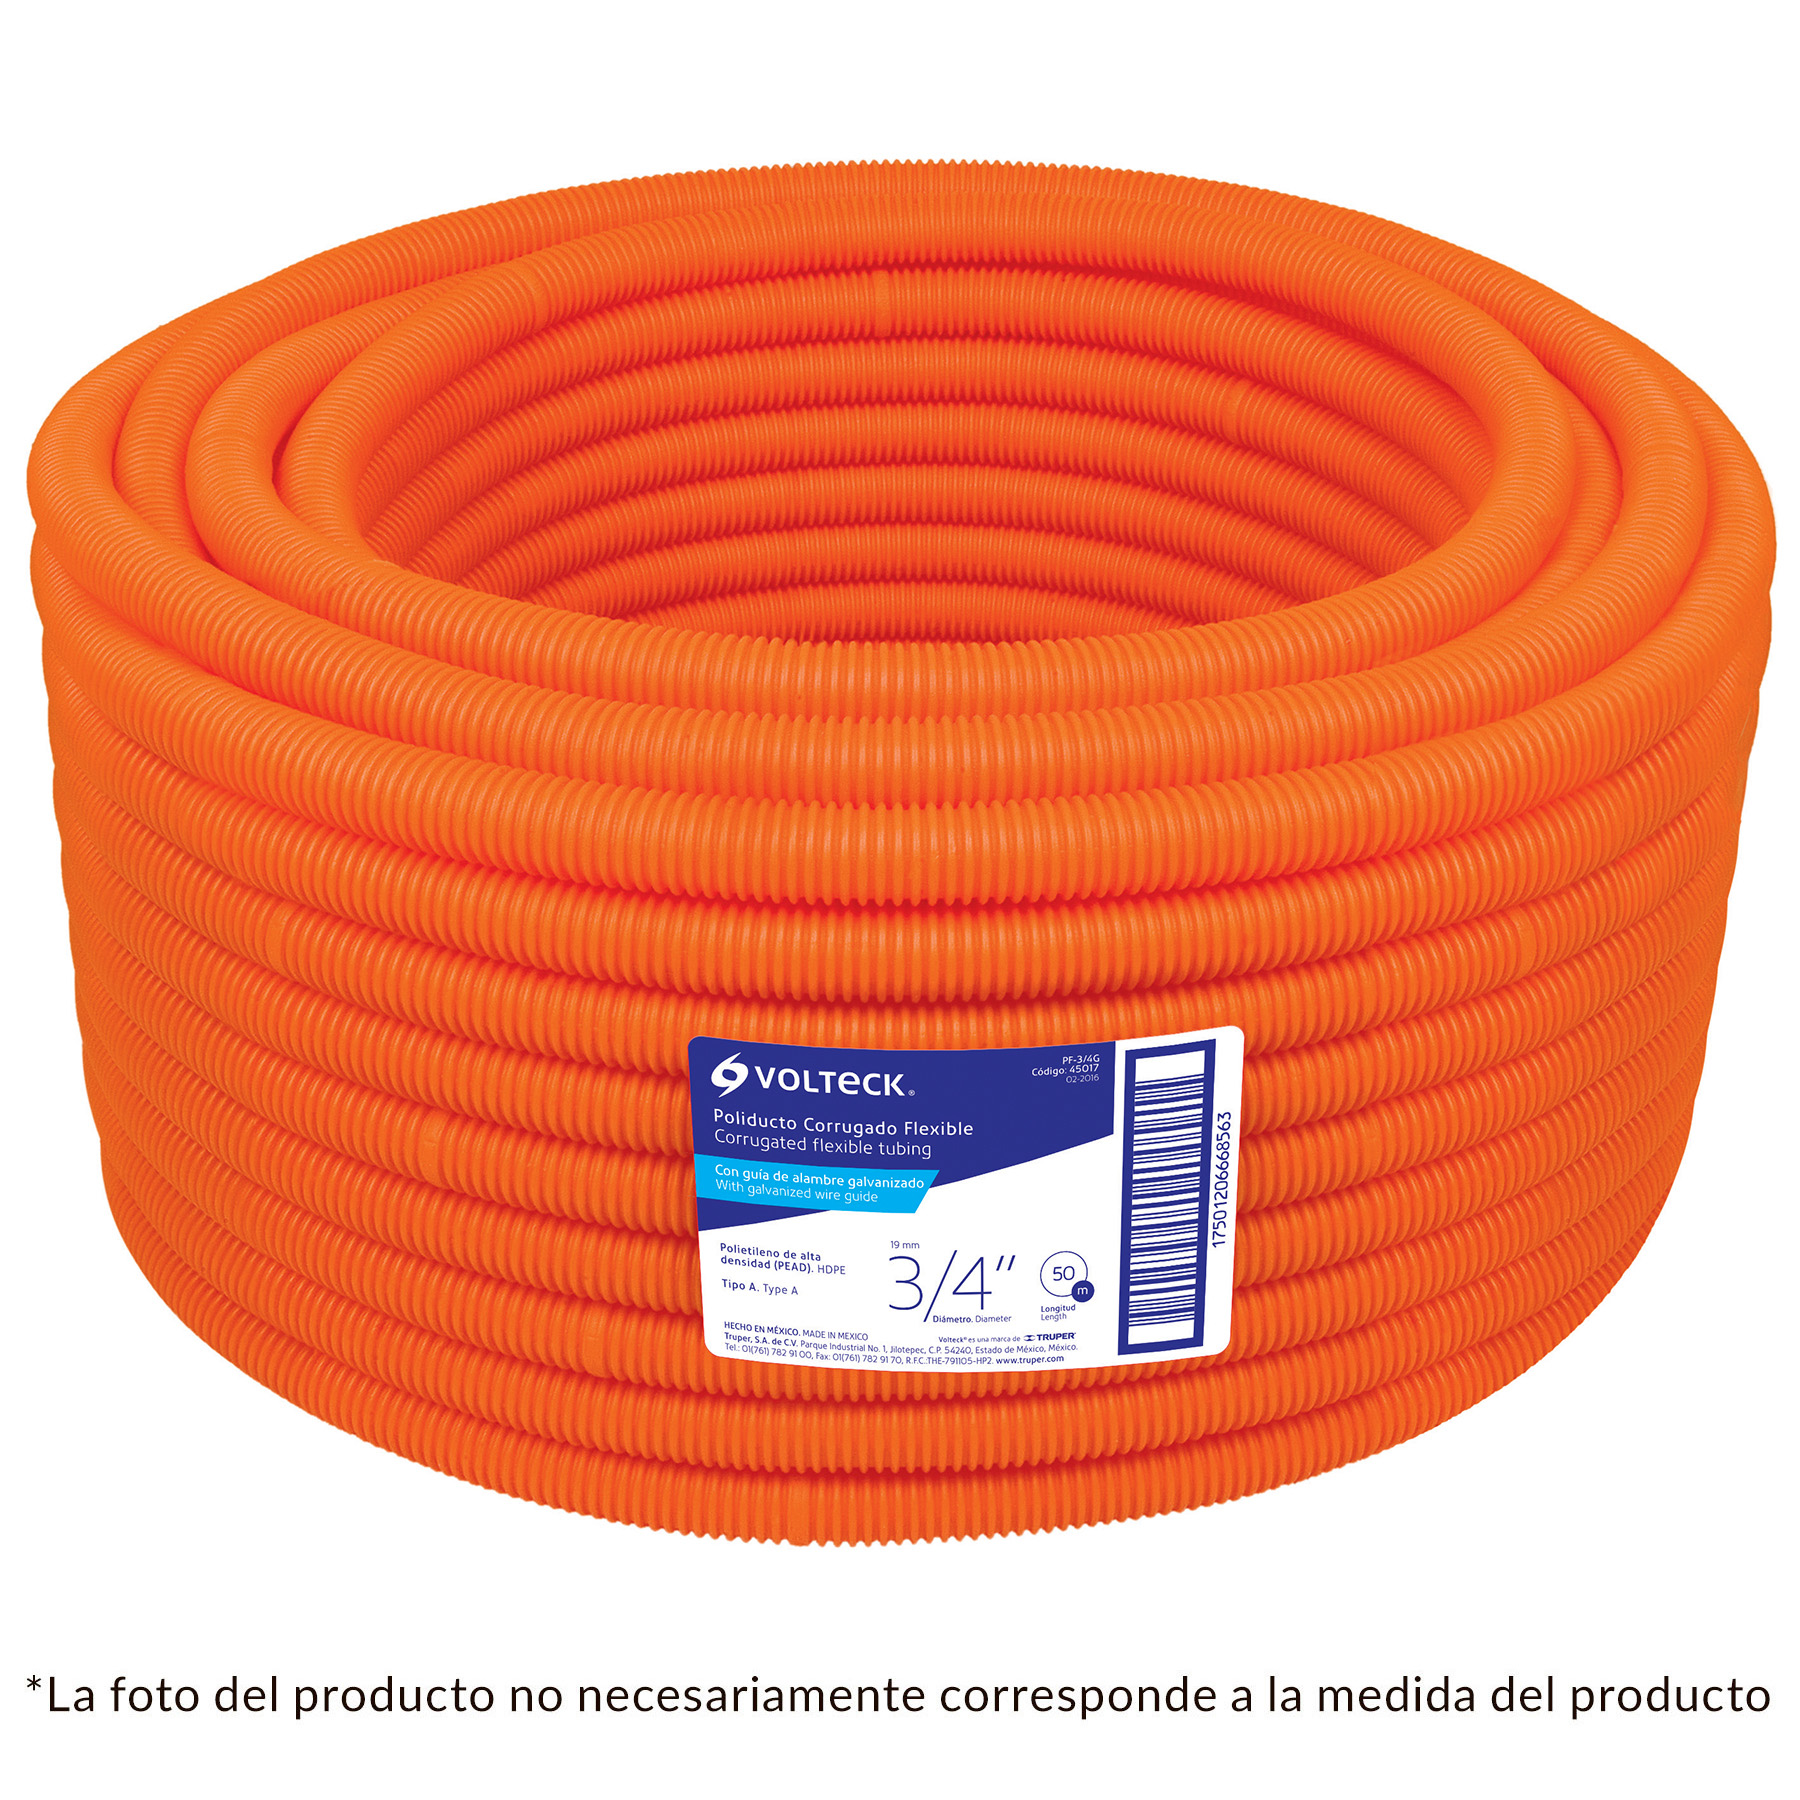 VOLTECK®
PF-3/4G
Código: 45017
02-2016
Poliducto Corrugado Flexible
Corrugated flexible tubing
Con guía de alambre galvanizado
With galvanized wire guide
Polietileno de alta
densidad (PEAD). HDPE
Tipo A. Type A
19 mm
3/4"
Diámetro. Diameter
50 m
Longitud
Length
HECHO EN MÉXICO. MADE IN MEXICO
Volteck® es una marca de TRUPER
Truper, S.A. de C.V. Parque Industrial No. 1, Jilotepec, C.P. 54240, Estado de México, México.
Tel.: 01(761) 782 91 00, Fax: 01(761) 782 91 70, R.F.C.:THE-791105-HP2. www.truper.com
17501206668563
*La foto del producto no necesariamente corresponde a la medida del producto